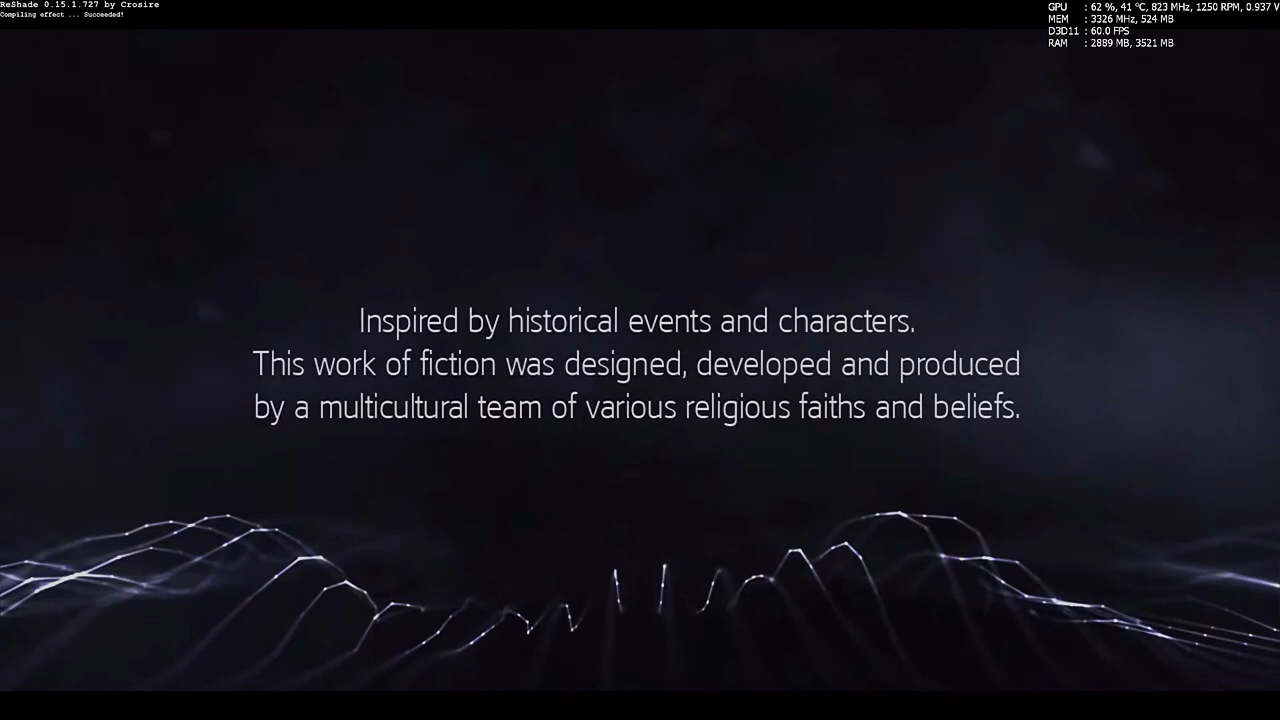 ReShade 0.15.1.727 by Crosire
Compiling effect ... Succeeded!
GPU : 62 %, 41 ºC, 823 MHz, 1250 RPM, 0.937 V
MEM : 3326 MHz, 524 MB
D3D11 : 60.0 FPS
RAM : 2889 MB, 3521 MB
Inspired by historical events and characters.
This work of fiction was designed, developed and produced
by a multicultural team of various religious faiths and beliefs.